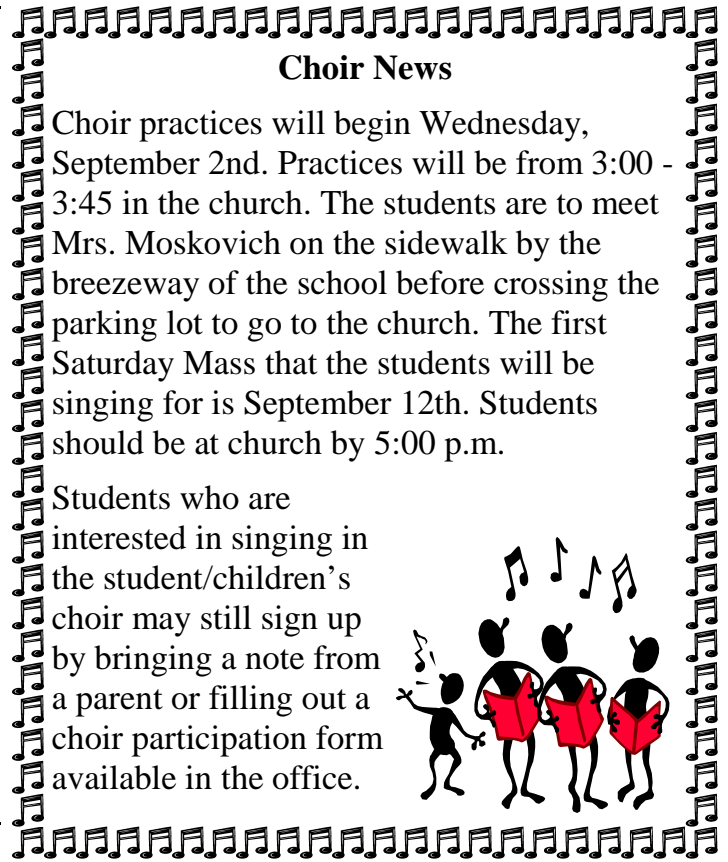 Choir News
Choir practices will begin Wednesday,
September 2nd. Practices will be from 3:00 -
3:45 in the church. The students are to meet
Mrs. Moskovich on the sidewalk by the
breezeway of the school before crossing the
parking lot to go to the church. The first
Saturday Mass that the students will be
singing for is September 12th. Students
should be at church by 5:00 p.m.
Students who are
interested in singing in
the student/children’s
choir may still sign up
by bringing a note from
a parent or filling out a
choir participation form
available in the office.